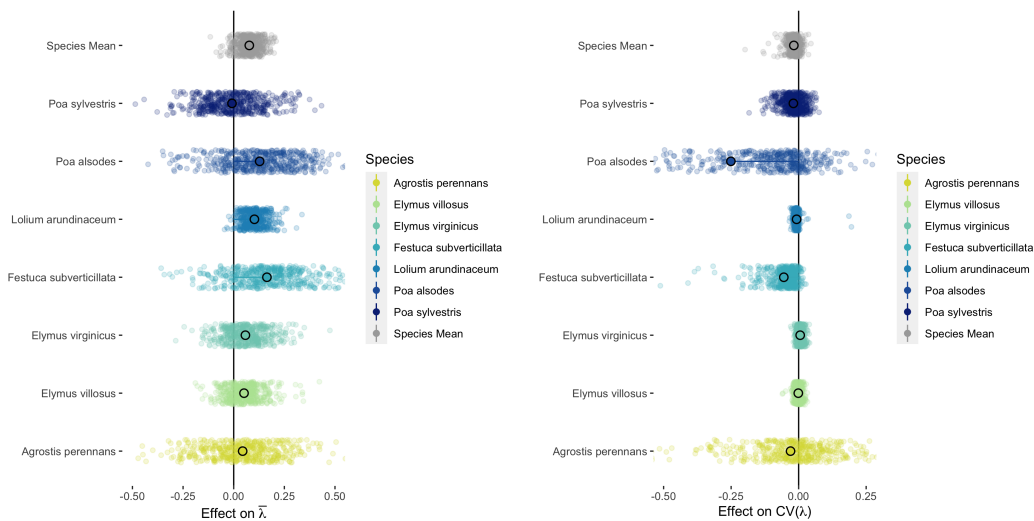 Species Mean
Poa sylvestris
Poa alsodes
Lolium arundinaceum
Festuca subverticillata
Elymus virginicus
Elymus villosus
Agrostis perennans
-0.50 -0.25 0.00 0.25 0.50
Effect on λ̅
Species
Agrostis perennans
Elymus villosus
Elymus virginicus
Festuca subverticillata
Lolium arundinaceum
Poa alsodes
Poa sylvestris
Species Mean
Species Mean
Poa sylvestris
Poa alsodes
Lolium arundinaceum
Festuca subverticillata
Elymus virginicus
Elymus villosus
Agrostis perennans
-0.50 -0.25 0.00 0.25
Effect on CV(λ)
Species
Agrostis perennans
Elymus villosus
Elymus virginicus
Festuca subverticillata
Lolium arundinaceum
Poa alsodes
Poa sylvestris
Species Mean